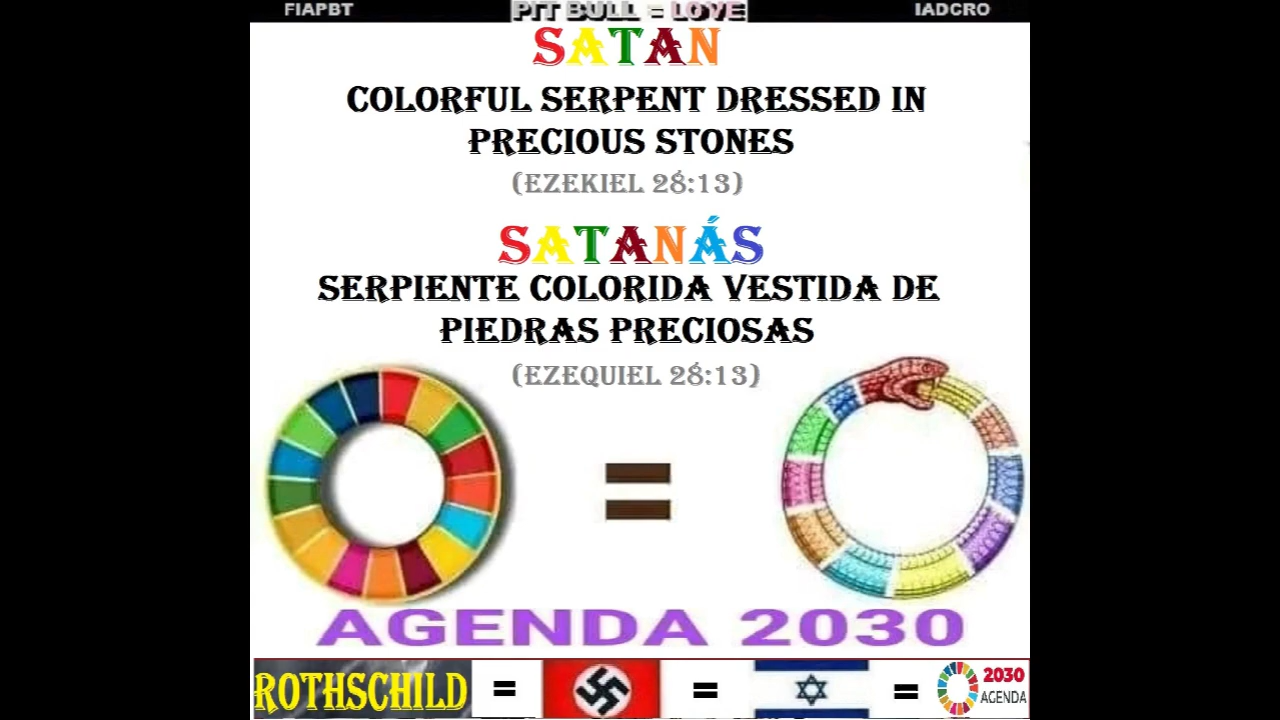 FIAPBT PIT BULL = LOVE IADCRO
SATAN
COLORFUL SERPENT DRESSED IN
PRECIOUS STONES
(EZEKIEL 28:13)
SATANÁS
SERPIENTE COLORIDA VESTIDA DE
PIEDRAS PRECIOSAS
(EZEQUIEL 28:13)
=
AGENDA 2030
ROTHSCHILD = = = 2030
AGENDA